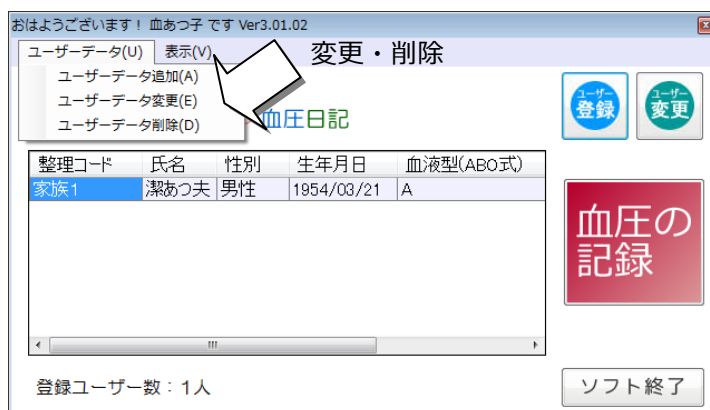 おはようございます！ 血あつ子 です Ver3.01.02
ユーザーデータ(U) 表示(V)
変更・削除
ユーザーデータ追加(A)
ユーザーデータ変更(E)
ユーザーデータ削除(D)
血圧日記
ユーザー
登録
ユーザー
変更
整理コード 氏名 性別 生年月日 血液型(ABO式)
家族1 潔あつ夫 男性 1954/03/21 A
血圧の
記録
登録ユーザー数：1人
ソフト終了